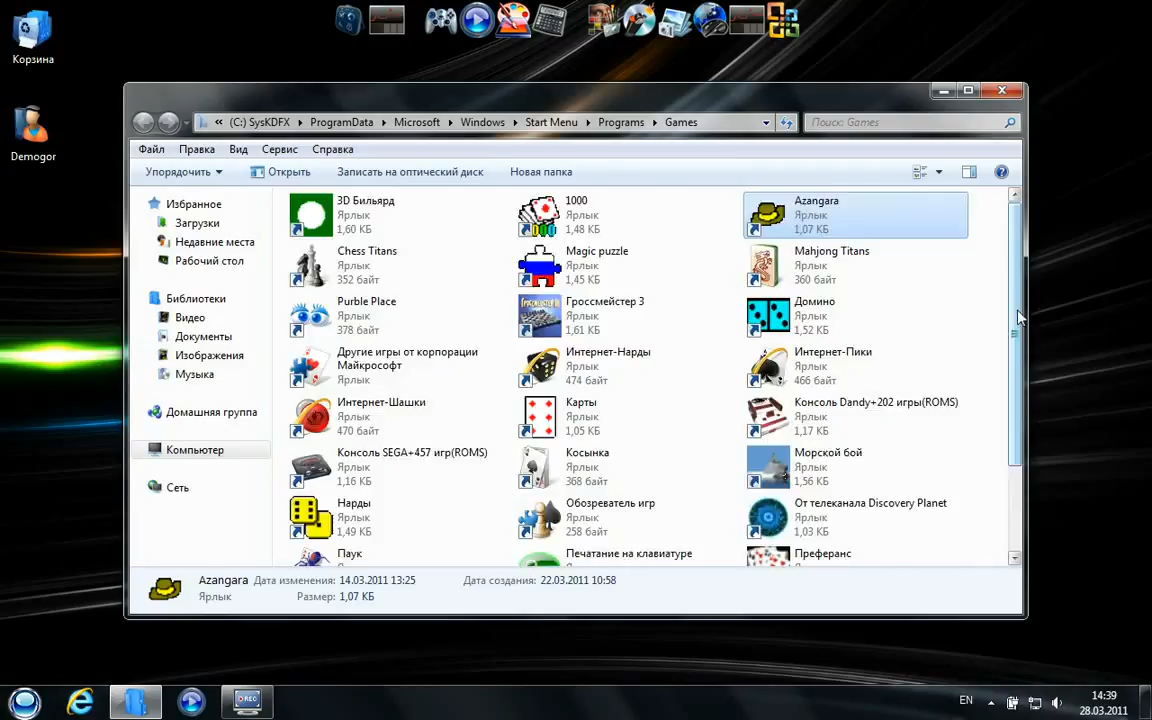 Корзина
Demogor
« (C:) SysKDFX ProgramData Microsoft Windows Start Menu Programs Games
Поиск: Games
Файл Правка Вид Сервис Справка
Упорядочить Открыть Записать на оптический диск Новая папка
Избранное
Загрузки
Недавние места
Рабочий стол
Библиотеки
Видео
Документы
Изображения
Музыка
Домашняя группа
Компьютер
Сеть
3D Бильярд
Ярлык
1,60 КБ
1000
Ярлык
1,48 КБ
Azangara
Ярлык
1,07 КБ
Chess Titans
Ярлык
352 байт
Magic puzzle
Ярлык
1,45 КБ
Mahjong Titans
Ярлык
360 байт
Purble Place
Ярлык
378 байт
Гроссмейстер 3
Ярлык
1,61 КБ
Домино
Ярлык
1,52 КБ
Другие игры от корпорации
Майкрософт
Ярлык
Интернет-Нарды
Ярлык
474 байт
Интернет-Пики
Ярлык
466 байт
Интернет-Шашки
Ярлык
470 байт
Карты
Ярлык
1,05 КБ
Консоль Dandy+202 игры(ROMS)
Ярлык
1,17 КБ
Консоль SEGA+457 игр(ROMS)
Ярлык
1,16 КБ
Косынка
Ярлык
368 байт
Морской бой
Ярлык
1,56 КБ
Нарды
Ярлык
1,49 КБ
Обозреватель игр
Ярлык
258 байт
От телеканала Discovery Planet
Ярлык
1,03 КБ
Паук
Печатание на клавиатуре
Преферанс
Azangara Дата изменения: 14.03.2011 13:25 Дата создания: 22.03.2011 10:58
Ярлык Размер: 1,07 КБ
REC
EN
14:39
28.03.2011